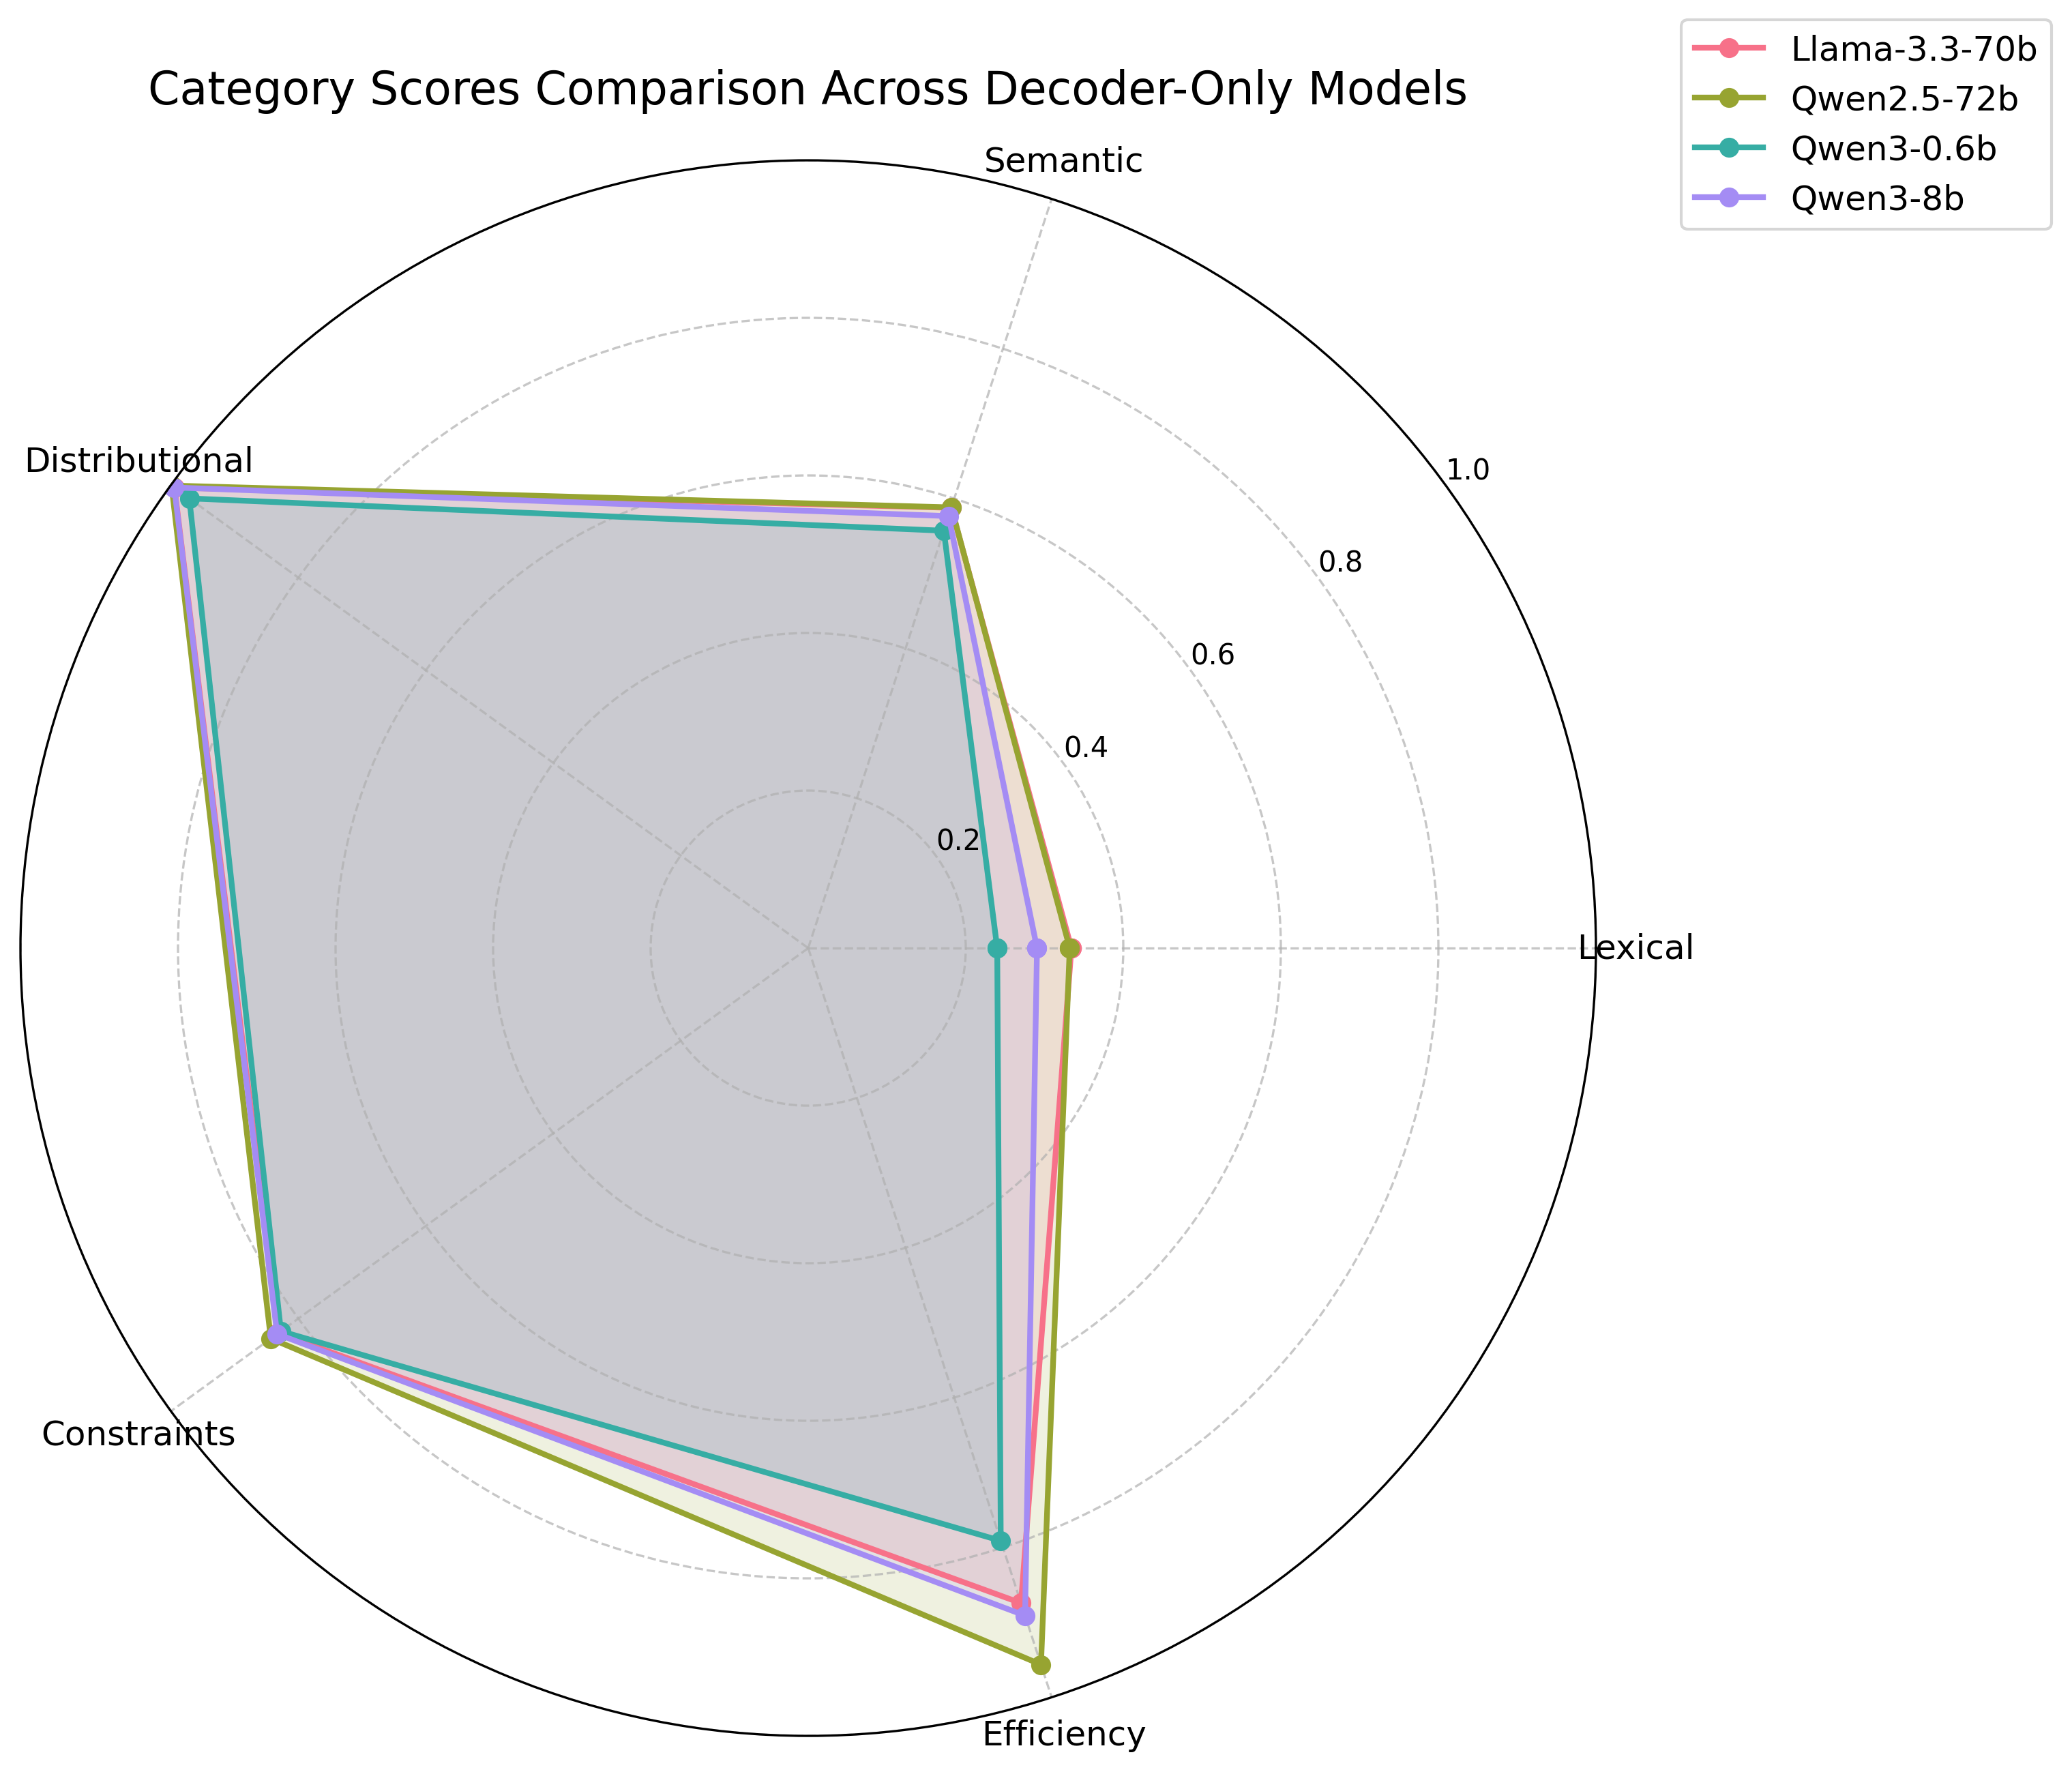 Category Scores Comparison Across Decoder-Only Models
Llama-3.3-70b
Qwen2.5-72b
Qwen3-0.6b
Qwen3-8b
Semantic
Distributional
1.0
0.8
0.6
0.4
0.2
Lexical
Constraints
Efficiency